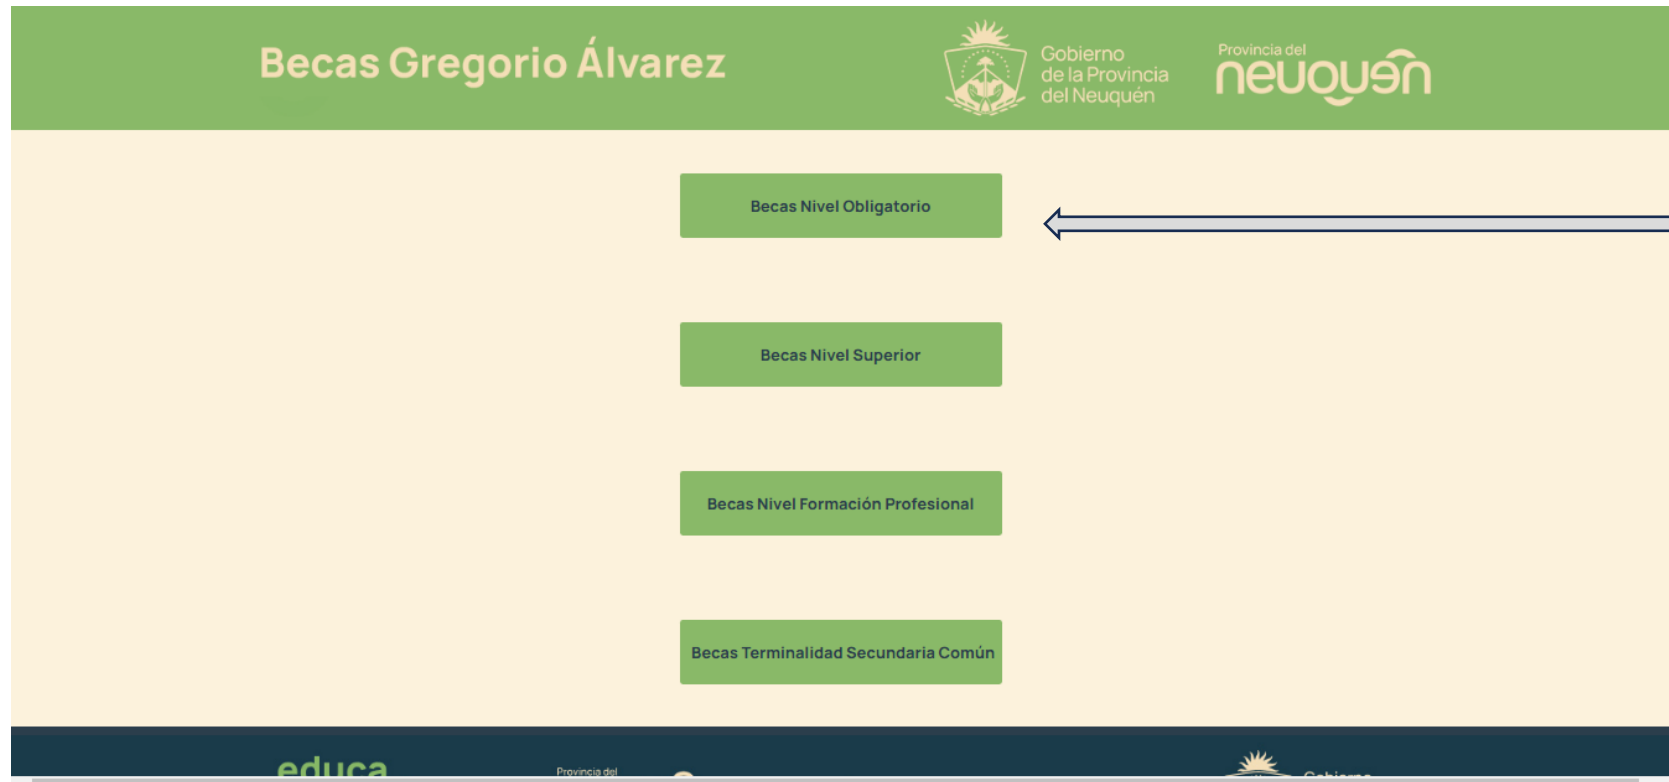 Becas Gregorio Álvarez
Gobierno
de la Provincia
del Neuquén
Provincia del
neuquén
Becas Nivel Obligatorio
Becas Nivel Superior
Becas Nivel Formación Profesional
Becas Terminalidad Secundaria Común
educa
Provincia del
Gobierno